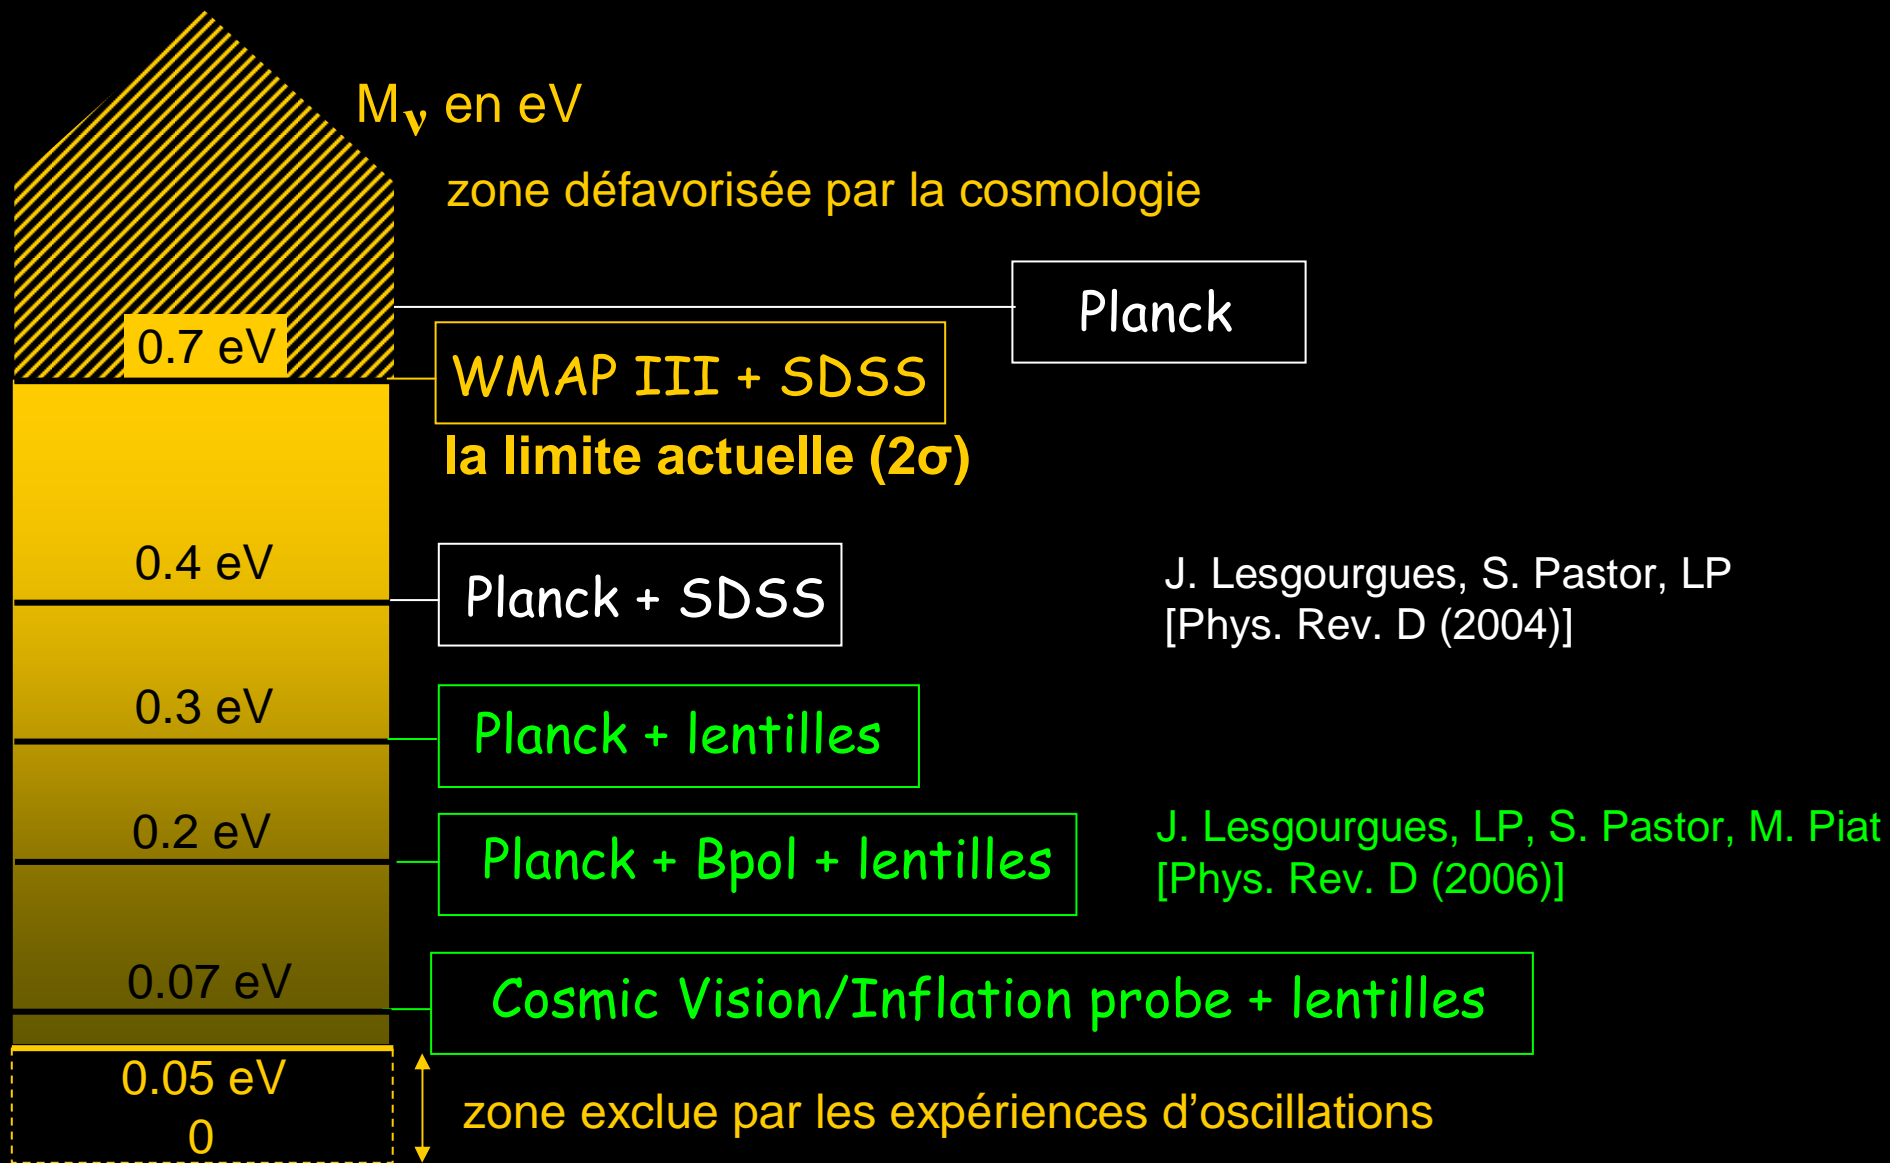 Mν en eV
zone défavorisée par la cosmologie
Planck
0.7 eV
WMAP III + SDSS
la limite actuelle (2σ)
0.4 eV
Planck + SDSS
J. Lesgourgues, S. Pastor, LP
[Phys. Rev. D (2004)]
0.3 eV
Planck + lentilles
0.2 eV
Planck + Bpol + lentilles
J. Lesgourgues, LP, S. Pastor, M. Piat
[Phys. Rev. D (2006)]
0.07 eV
Cosmic Vision/Inflation probe + lentilles
0.05 eV
zone exclue par les expériences d'oscillations
0